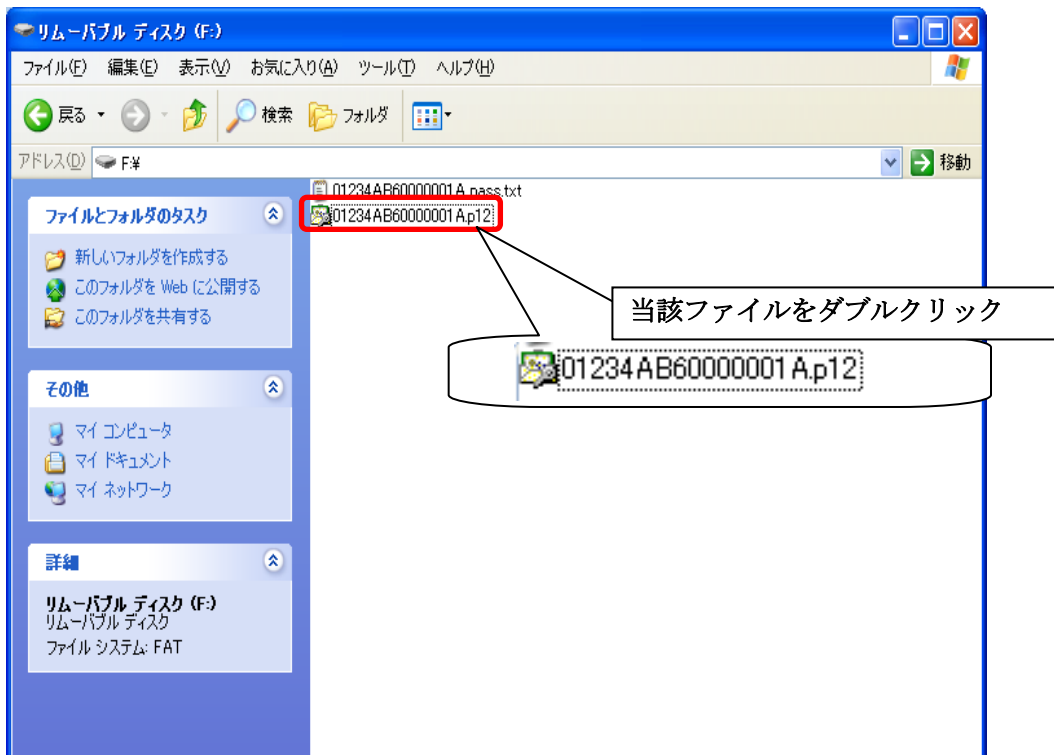 リムーバブル ディスク (F:)
ファイル(F) 編集(E) 表示(V) お気に入り(A) ツール(T) ヘルプ(H)
戻る 検索 フォルダ
アドレス(D) F:¥ 移動
ファイルとフォルダのタスク
新しいフォルダを作成する
このフォルダを Web に公開する
このフォルダを共有する
その他
マイ コンピュータ
マイ ドキュメント
マイ ネットワーク
詳細
リムーバブル ディスク (F:)
リムーバブル ディスク
ファイル システム: FAT
01234AB60000001A.pass.txt
01234AB60000001A.p12
当該ファイルをダブルクリック
01234AB60000001A.p12